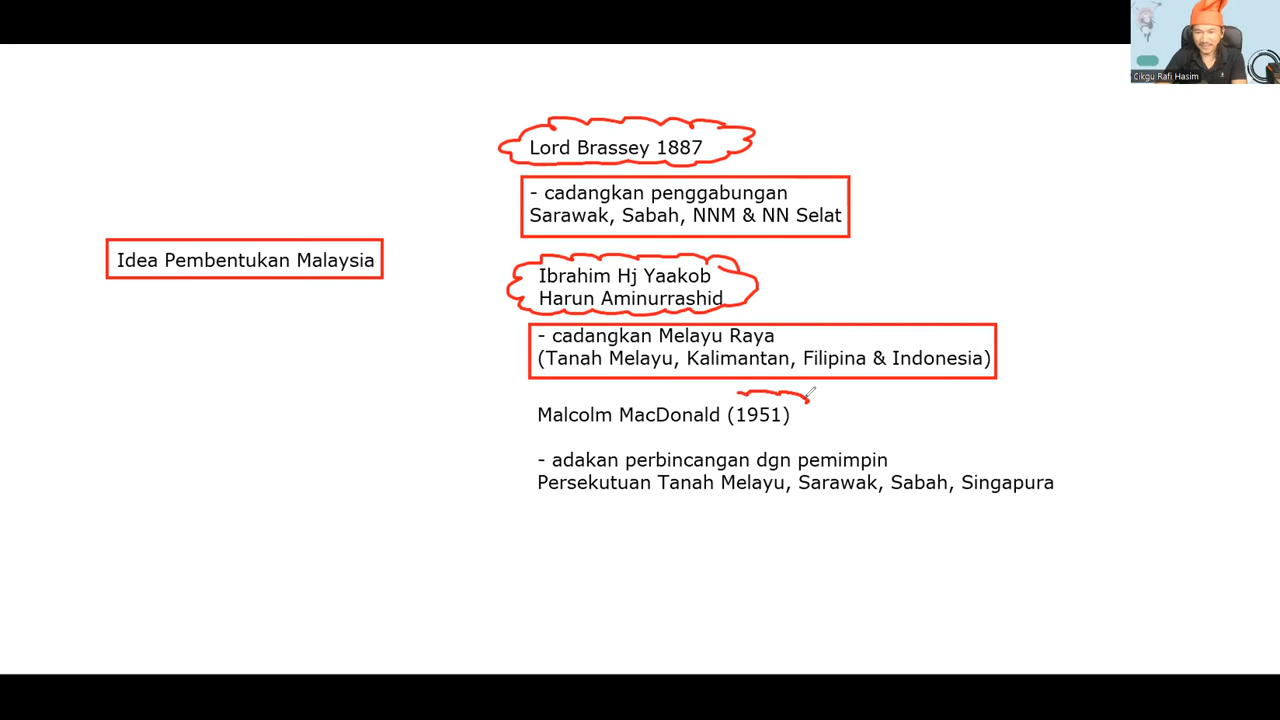 Cikgu Rafi Hasim
Lord Brassey 1887
- cadangkan penggabungan
Sarawak, Sabah, NNM & NN Selat
Idea Pembentukan Malaysia
Ibrahim Hj Yaakob
Harun Aminurrashid
- cadangkan Melayu Raya
(Tanah Melayu, Kalimantan, Filipina & Indonesia)
Malcolm MacDonald (1951)
- adakan perbincangan dgn pemimpin
Persekutuan Tanah Melayu, Sarawak, Sabah, Singapura